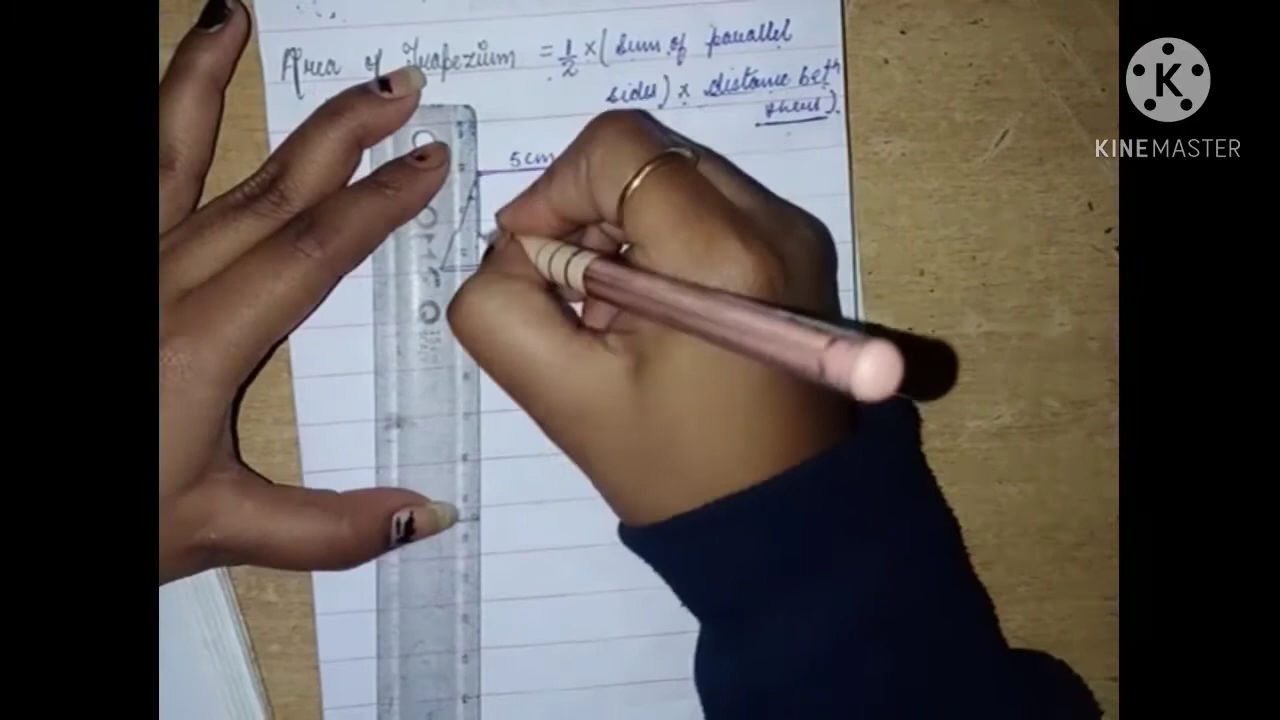 Area of Trapezium = 1/2 × ( sum of parallel
sides) × distance betn
them).
5cm
K
KINEMASTER